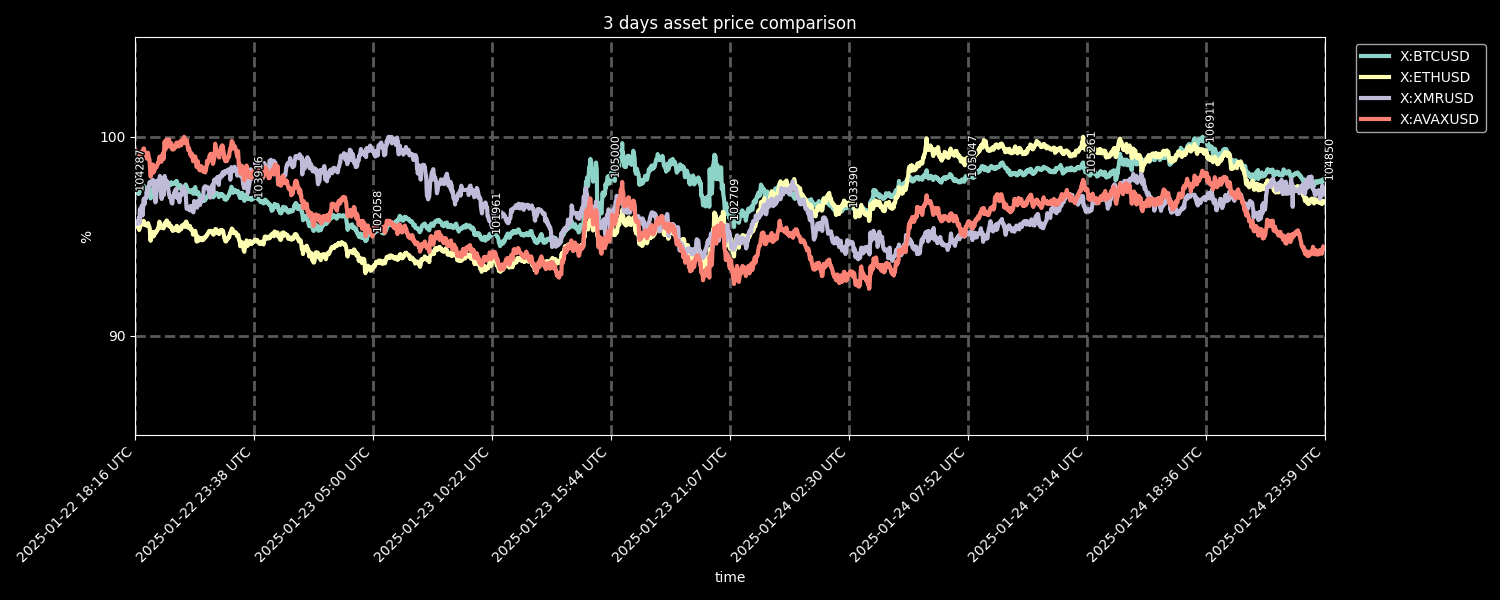 3 days asset price comparison
X:BTCUSD
X:ETHUSD
X:XMRUSD
X:AVAXUSD
100
90
%
104287
103916
102058
101961
105000
102709
103390
105047
105261
106911
104850
2025-01-22 18:16 UTC
2025-01-22 23:38 UTC
2025-01-23 05:00 UTC
2025-01-23 10:22 UTC
2025-01-23 15:44 UTC
2025-01-23 21:07 UTC
2025-01-24 02:30 UTC
2025-01-24 07:52 UTC
2025-01-24 13:14 UTC
2025-01-24 18:36 UTC
2025-01-24 23:59 UTC
time